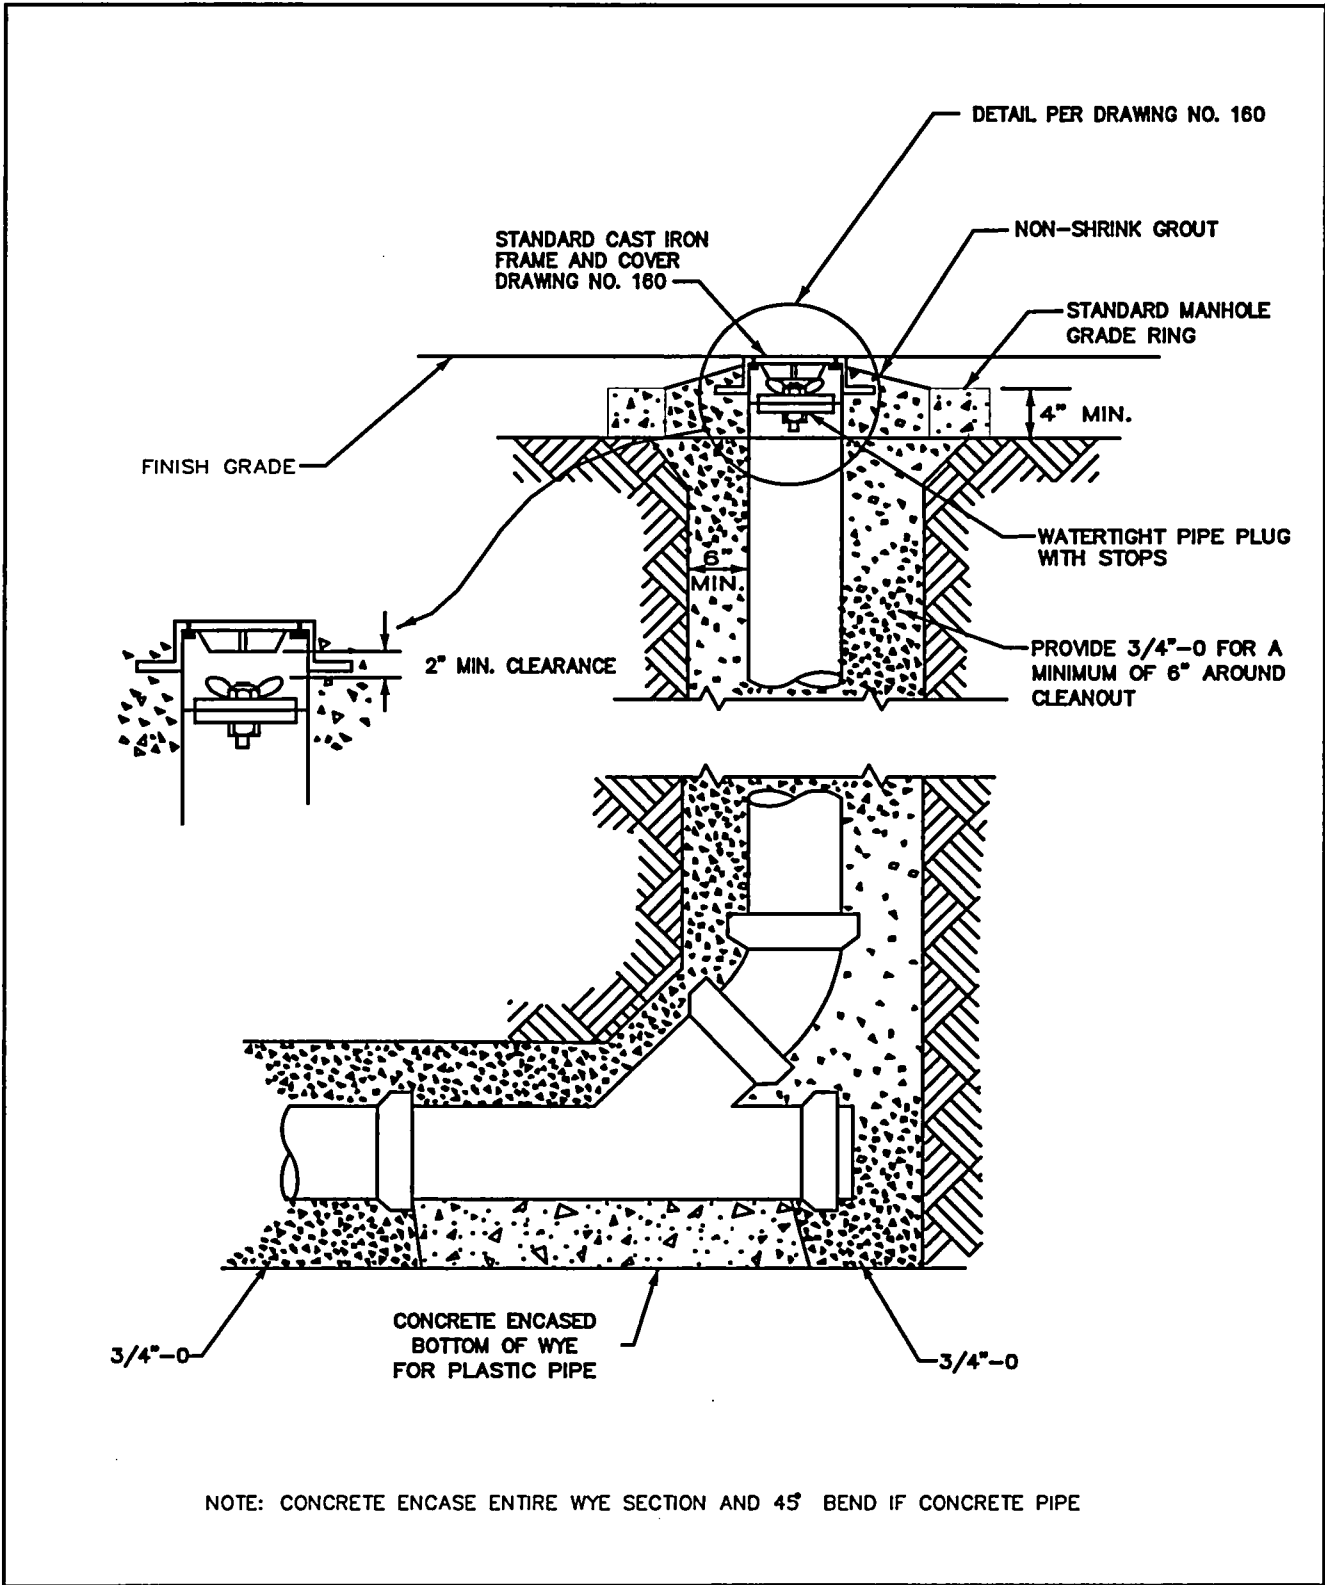 DETAIL PER DRAWING NO. 160
STANDARD CAST IRON
FRAME AND COVER
DRAWING NO. 160
NON-SHRINK GROUT
STANDARD MANHOLE
GRADE RING
4" MIN.
FINISH GRADE
WATERTIGHT PIPE PLUG
WITH STOPS
6"
MIN.
2" MIN. CLEARANCE
PROVIDE 3/4"-0 FOR A
MINIMUM OF 6" AROUND
CLEANOUT
CONCRETE ENCASED
BOTTOM OF WYE
FOR PLASTIC PIPE
3/4"-0
3/4"-0
NOTE: CONCRETE ENCASE ENTIRE WYE SECTION AND 45° BEND IF CONCRETE PIPE